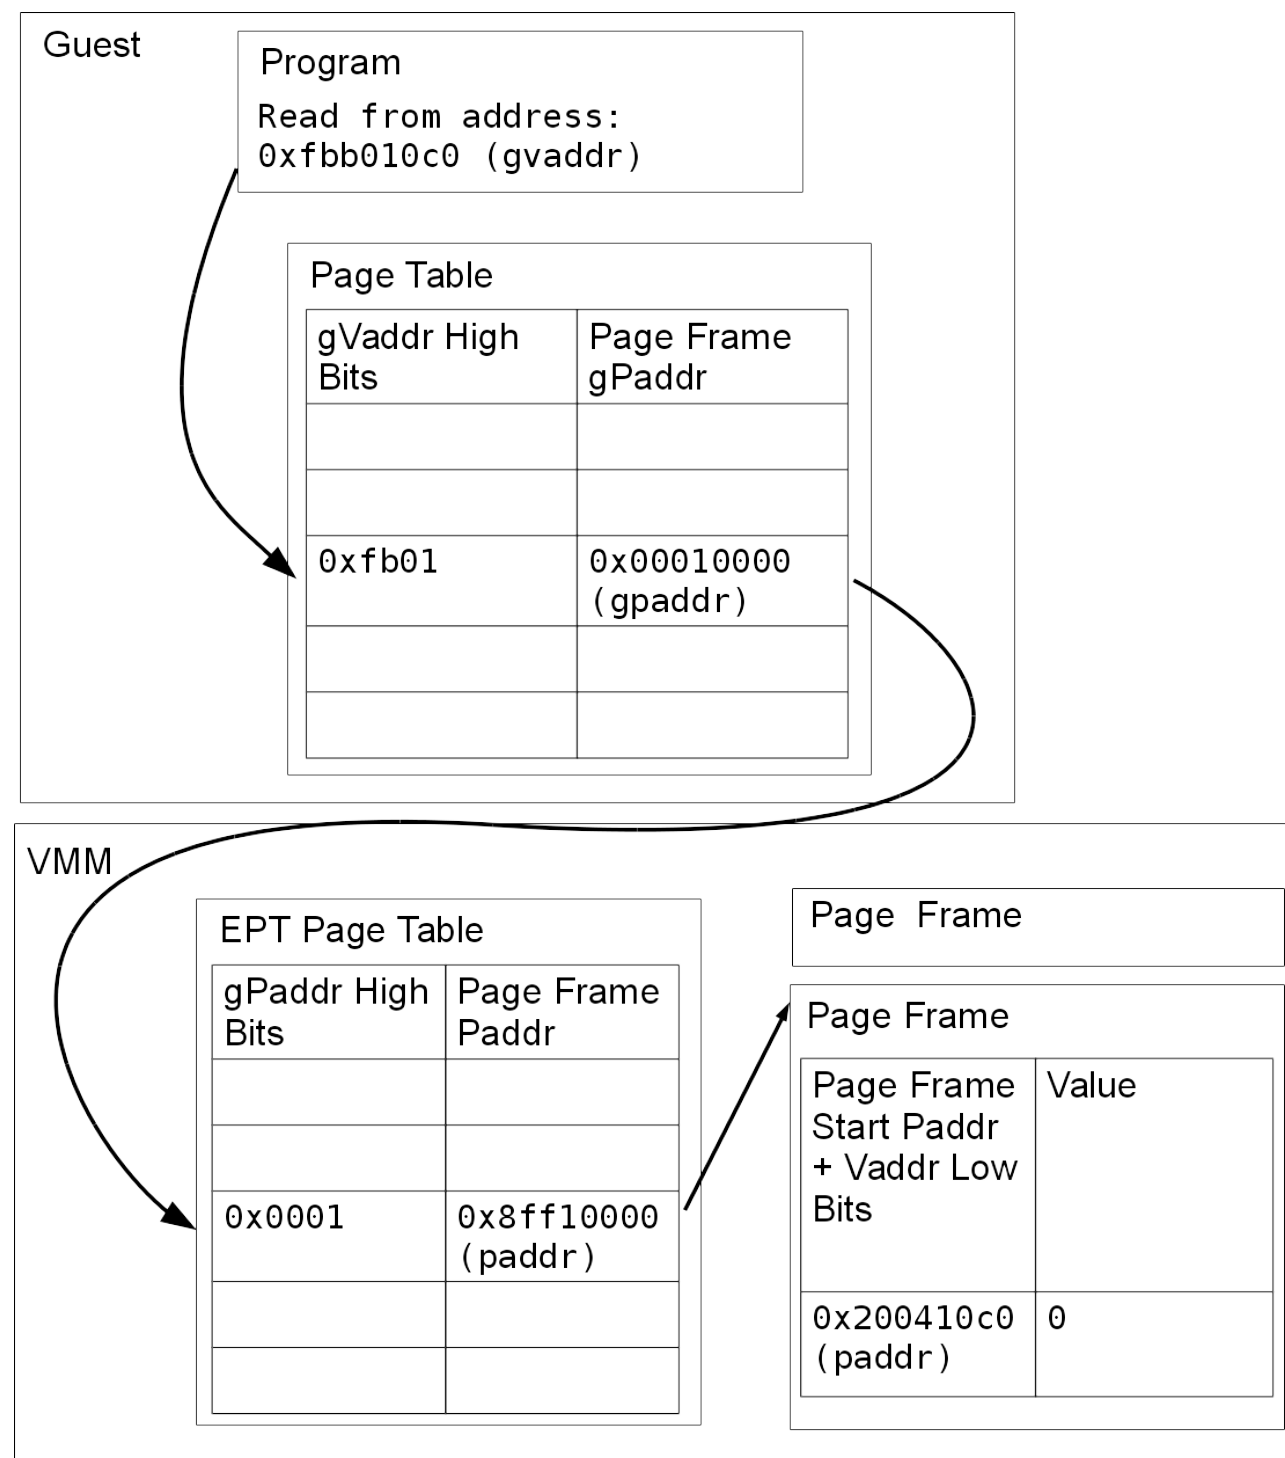 Guest
Program
Read from address:
0xfbb010c0 (gvaddr)
Page Table
gVaddr High
Bits
Page Frame
gPaddr
0xfb01
0x00010000
(gpaddr)
VMM
EPT Page Table
gPaddr High
Bits
Page Frame
Paddr
0x0001
0x8ff10000
(paddr)
Page Frame
Page Frame
Page Frame
Start Paddr
+ Vaddr Low
Bits
Value
0x200410c0
(paddr)
0